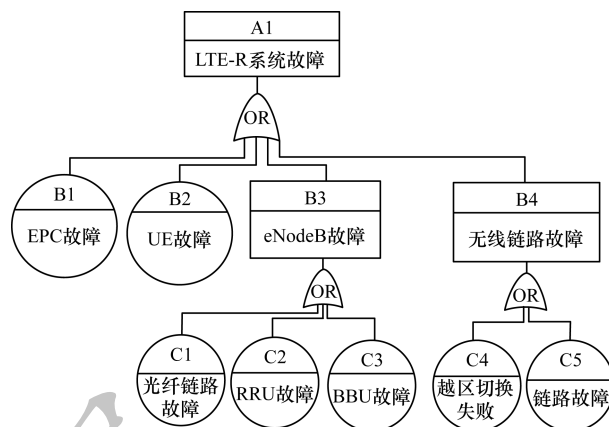 A1
LTE-R系统故障
OR
B1
EPC故障
B2
UE故障
B3
eNodeB故障
B4
无线链路故障
OR
OR
C1
光纤链路
故障
C2
RRU故障
C3
BBU故障
C4
越区切换
失败
C5
链路故障